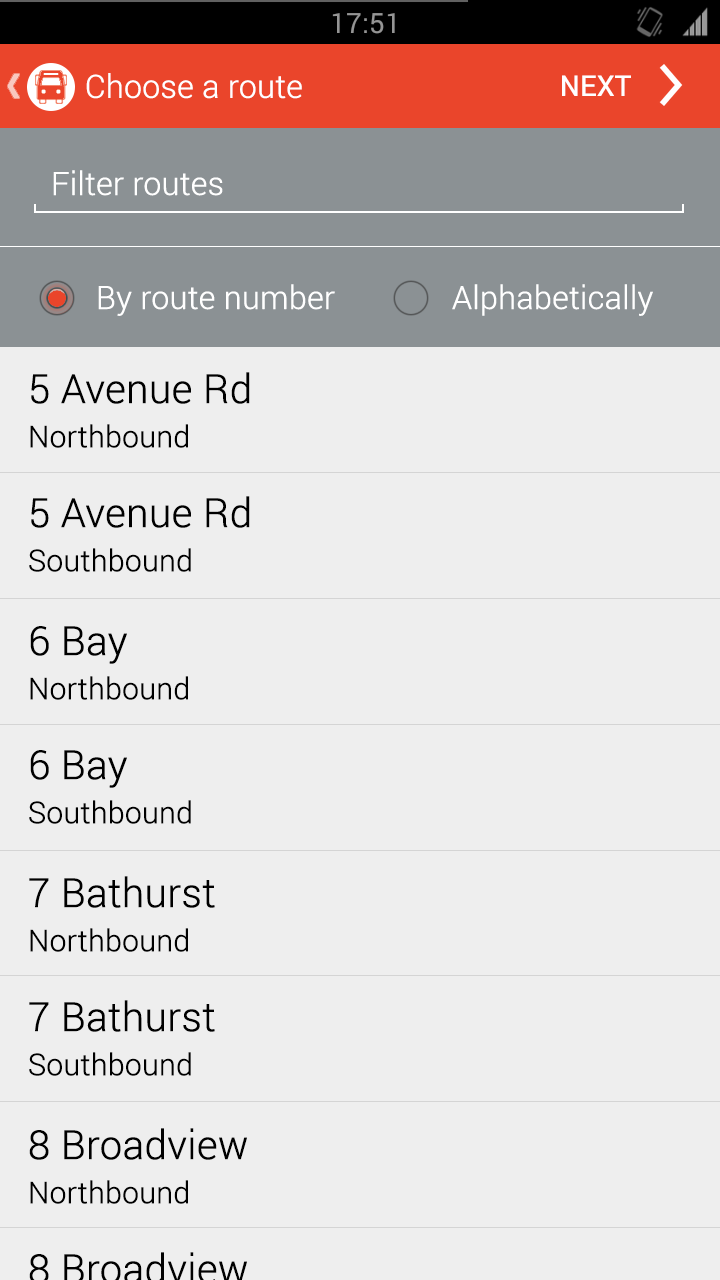 17:51
Choose a route
NEXT
Filter routes
By route number
Alphabetically
5 Avenue Rd
Northbound
5 Avenue Rd
Southbound
6 Bay
Northbound
6 Bay
Southbound
7 Bathurst
Northbound
7 Bathurst
Southbound
8 Broadview
Northbound
8 Broadview